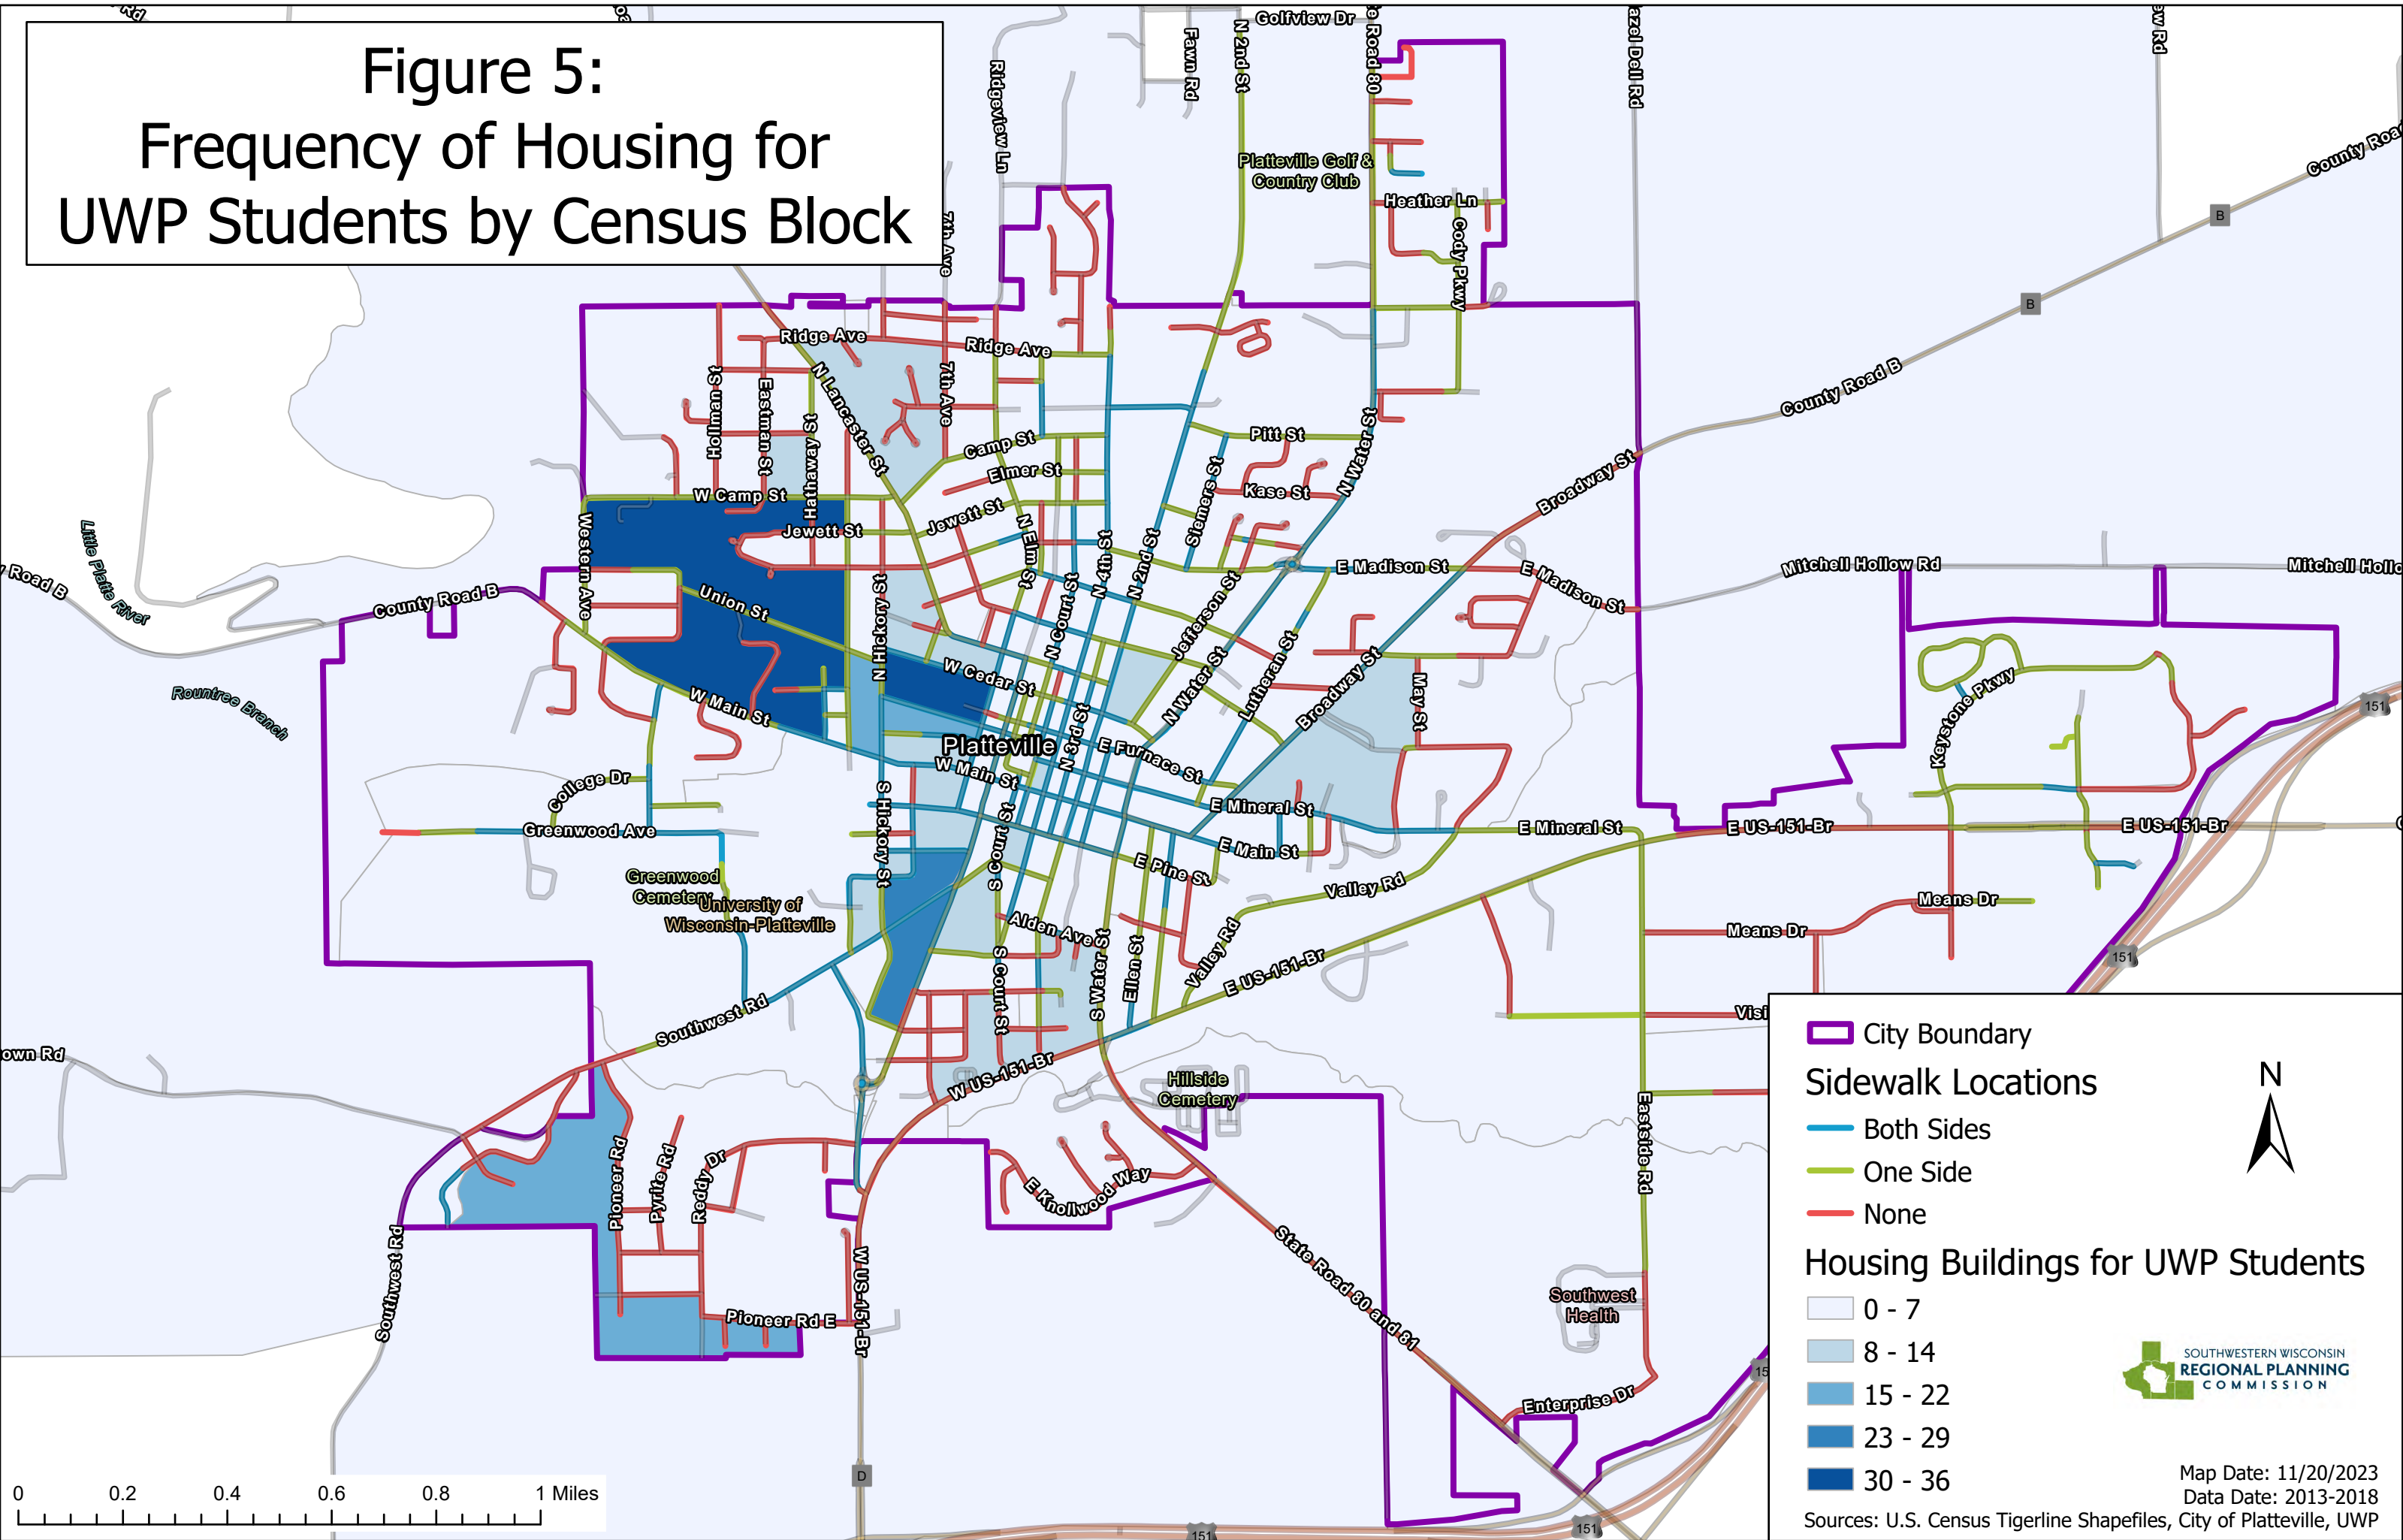 Figure 5:
Frequency of Housing for
UWP Students by Census Block
Golfview Dr
N 2nd St
Fawn Rd
Ridgeview Ln
7th Ave
Platteville Golf &
Country Club
Heather Ln
Cody Pkwy
B
B
County Road B
Ridge Ave
Ridge Ave
Hollman St
Eastman St
Hathaway St
N Lancaster St
7th Ave
Camp St
Elmer St
Pitt St
Kase St
N Water St
Siemers St
Broadway St
W Camp St
Jewett St
Jewett St
Western Ave
Little Platte River
County Road B
Rountree Branch
Union St
N Hickory St
N Elm St
N Court St
N 4th St
N 2nd St
Jefferson St
E Madison St
E Madison St
Mitchell Hollow Rd
W Cedar St
N Water St
Lutheran St
Broadway St
May St
W Main St
Platteville
N 3rd St
E Furnace St
W Main St
Keystone Pkwy
151
College Dr
Greenwood Ave
S Hickory St
S Court St
E Mineral St
E Mineral St
E Main St
E Pine St
E US-151-Br
E US-151-Br
Valley Rd
Greenwood
Cemetery
University of
Wisconsin-Platteville
Alden Ave
Means Dr
Means Dr
S Court St
S Water St
Ellen St
Valley Rd
E US-151-Br
151
Southwest Rd
W US-151-Br
Hillside
Cemetery
Eastside Rd
Pioneer Rd
Pyrite Rd
Reddy Dr
E Knollwood Way
Southwest Rd
W US-151-Br
Pioneer Rd E
State Road 80 and 81
Southwest
Health
Enterprise Dr
D
151
151
City Boundary
Sidewalk Locations
Both Sides
One Side
None
N
Housing Buildings for UWP Students
0 - 7
8 - 14
15 - 22
23 - 29
30 - 36
SOUTHWESTERN WISCONSIN
REGIONAL PLANNING
COMMISSION
Map Date: 11/20/2023
Data Date: 2013-2018
Sources: U.S. Census Tigerline Shapefiles, City of Platteville, UWP
0 0.2 0.4 0.6 0.8 1 Miles